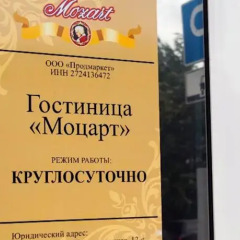 Mozart
ООО «Продмаркет»
ИНН 2724136472
Гостиница
«Моцарт»
РЕЖИМ РАБОТЫ:
КРУГЛОСУТОЧНО
Юридический адрес: